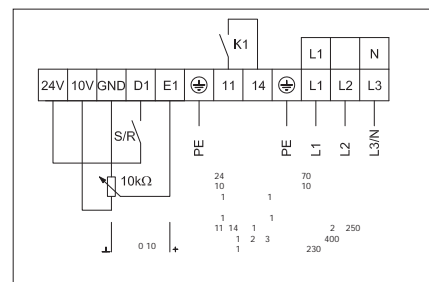 K1
L1 N
24V 10V GND D1 E1 11 14 L1 L2 L3
S/R
PE PE L1 L2 L3/N
10kΩ
24 70
10 10
1 1
1 1
11 14 1 2 250
1 2 3 400
1 230
⊥ 0 10 +